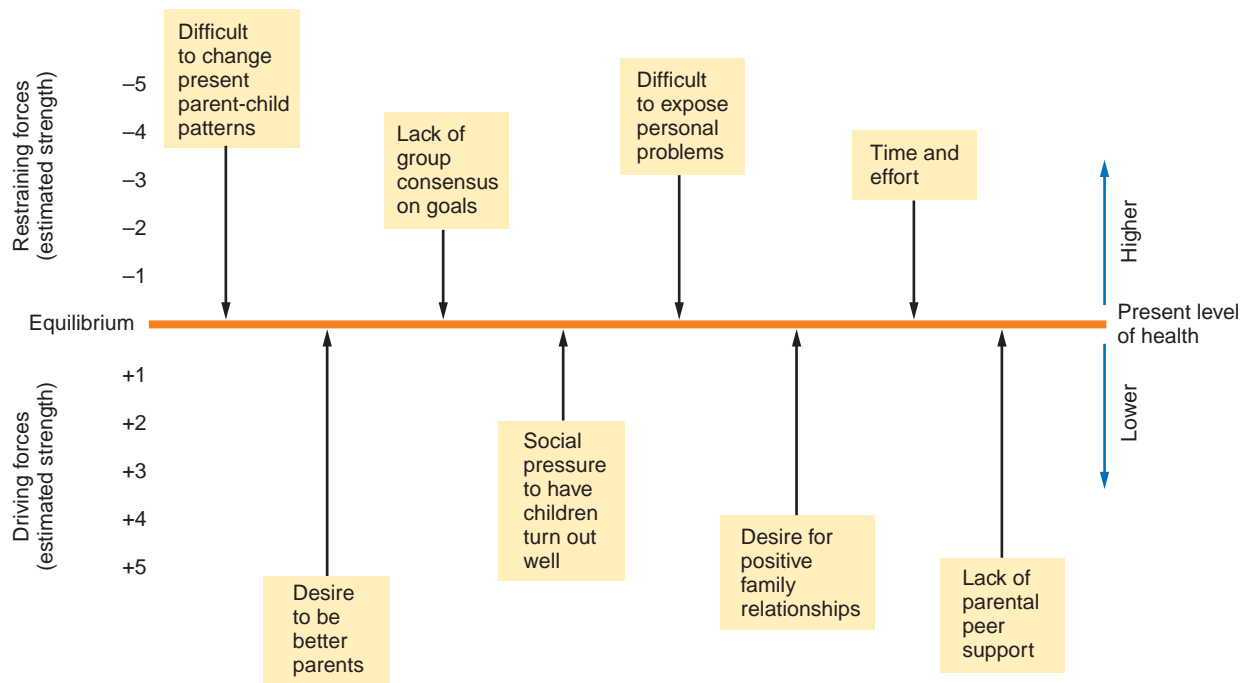 Restraining forces
(estimated strength)
–5
–4
–3
–2
–1
Difficult
to change
present
parent-child
patterns
Lack of
group
consensus
on goals
Difficult
to expose
personal
problems
Time and
effort
Higher
Equilibrium
Present level
of health
Lower
Driving forces
(estimated strength)
+1
+2
+3
+4
+5
Desire
to be
better
parents
Social
pressure
to have
children
turn out
well
Desire for
positive
family
relationships
Lack of
parental
peer
support